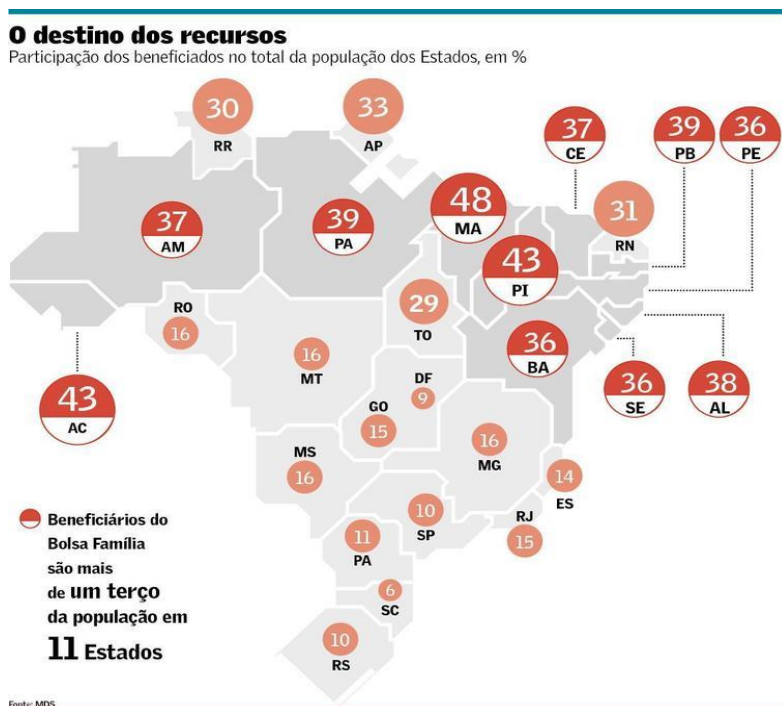 O destino dos recursos
Participação dos beneficiados no total da população dos Estados, em %
30
RR
33
AP
37
CE
39
PB
36
PE
37
AM
39
PA
48
MA
31
RN
43
PI
RO
16
29
TO
16
MT
36
BA
43
AC
DF
9
GO
15
36
SE
38
AL
MS
16
16
MG
14
ES
10
SP
RJ
15
11
PA
6
SC
10
RS
Beneficiários do
Bolsa Família
são mais
de um terço
da população em
11 Estados
Fonte: MDS